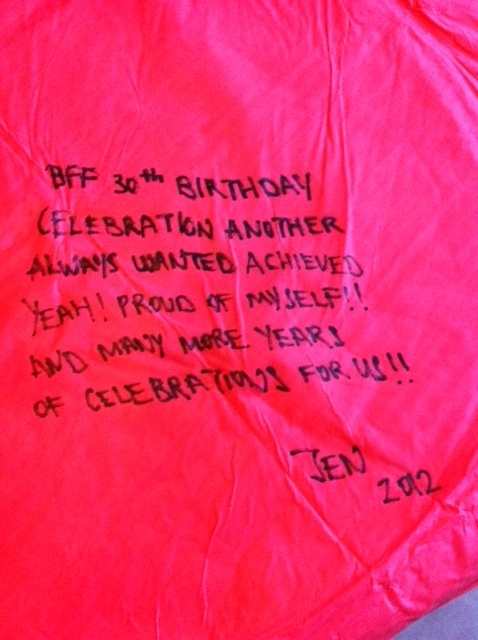 BFF 30th BIRTHDAY
CELEBRATION ANOTHER
ALWAYS WANTED ACHIEVED
YEAH! PROUD OF MYSELF!!
AND MANY MORE YEARS
OF CELEBRATIONS FOR US!!
JEN
2012